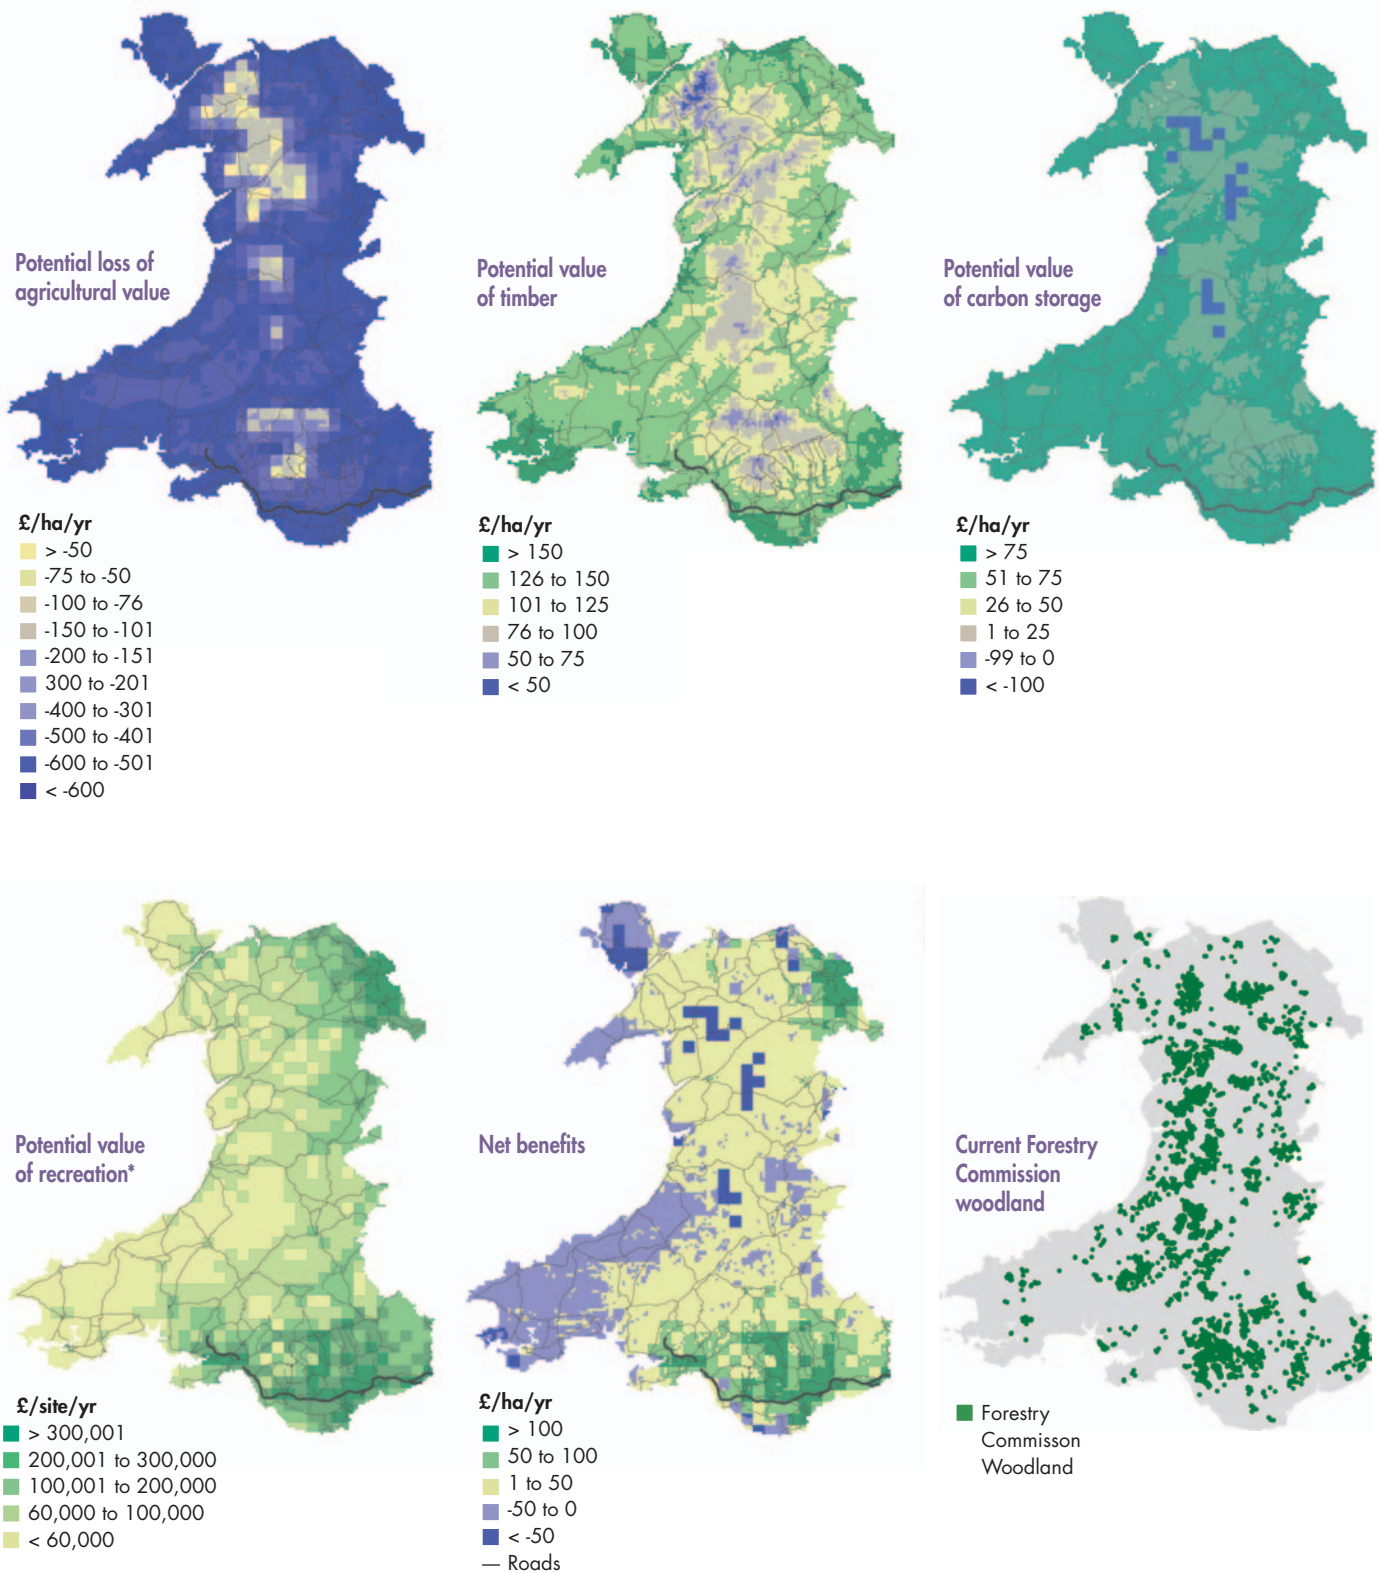 Potential loss of
agricultural value
£/ha/yr
> -50
-75 to -50
-100 to -76
-150 to -101
-200 to -151
300 to -201
-400 to -301
-500 to -401
-600 to -501
< -600
Potential value
of timber
£/ha/yr
> 150
126 to 150
101 to 125
76 to 100
50 to 75
< 50
Potential value
of carbon storage
£/ha/yr
> 75
51 to 75
26 to 50
1 to 25
-99 to 0
< -100
Potential value
of recreation*
£/site/yr
> 300,001
200,001 to 300,000
100,001 to 200,000
60,000 to 100,000
< 60,000
Net benefits
£/ha/yr
> 100
50 to 100
1 to 50
-50 to 0
< -50
Roads
Current Forestry
Commission
woodland
Forestry
Commisson
Woodland